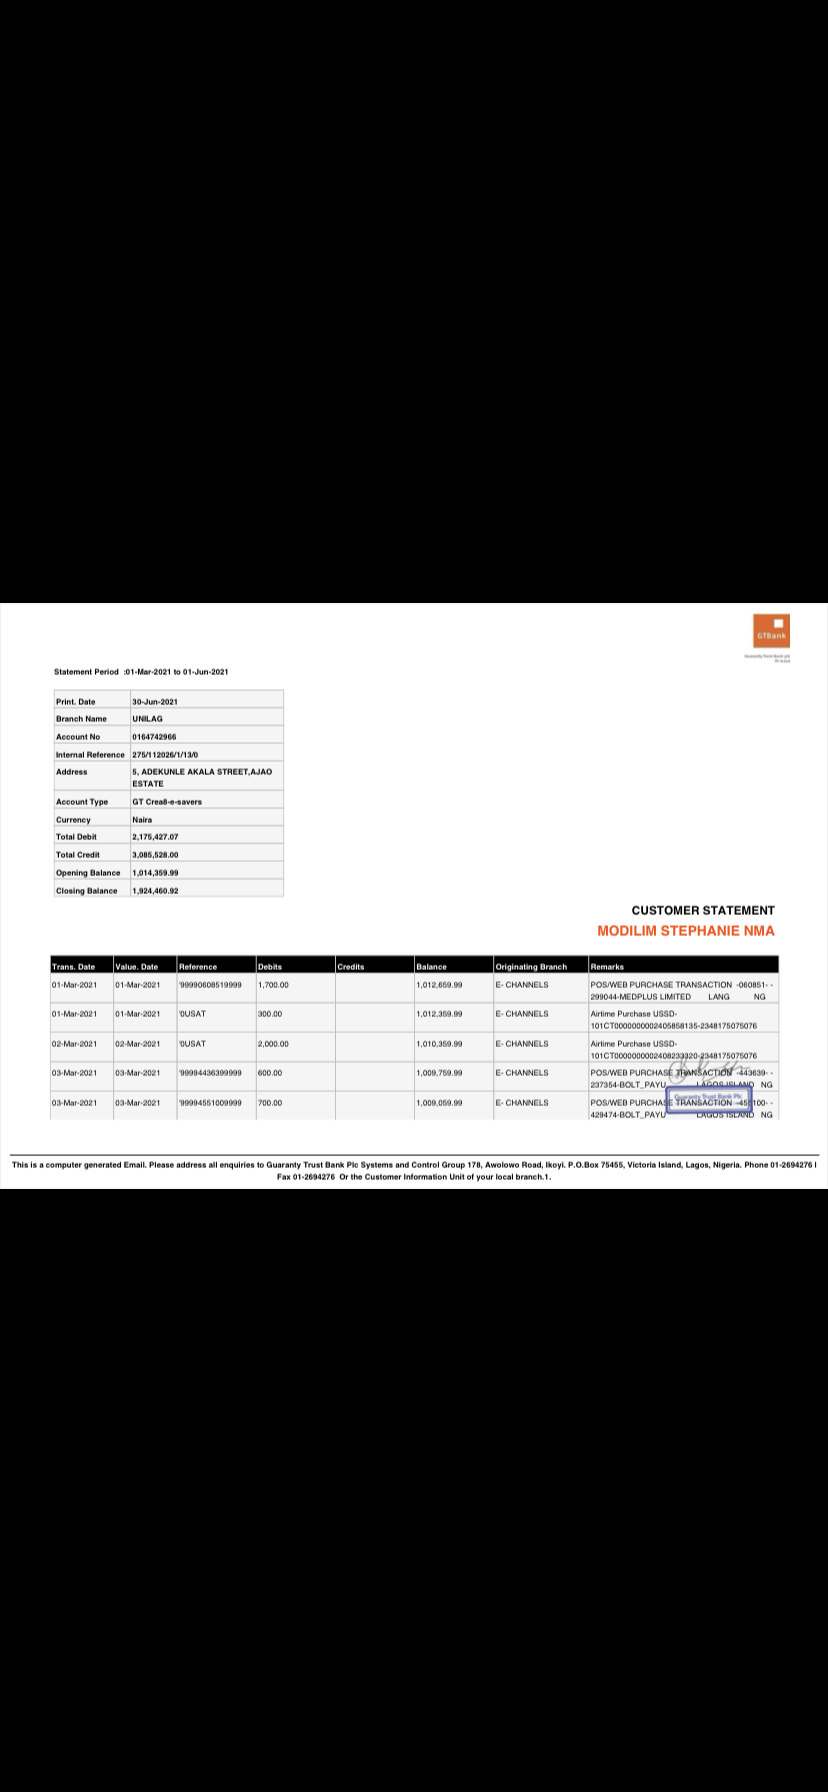 GTBank
Guaranty Trust Bank plc
Statement Period :01-Mar-2021 to 01-Jun-2021
Print. Date 30-Jun-2021
Branch Name UNILAG
Account No 0164742966
Internal Reference 275/112026/1/13/0
Address 5, ADEKUNLE AKALA STREET,AJAO
ESTATE
Account Type GT Crea8-e-savers
Currency Naira
Total Debit 2,175,427.07
Total Credit 3,085,528.00
Opening Balance 1,014,359.99
Closing Balance 1,924,460.92
CUSTOMER STATEMENT
MODILIM STEPHANIE NMA
Trans. Date Value. Date Reference Debits Credits Balance Originating Branch Remarks
01-Mar-2021 01-Mar-2021 '99990608519999 1,700.00 1,012,659.99 E- CHANNELS POS/WEB PURCHASE TRANSACTION -060851- -
299044-MEDPLUS LIMITED LANG NG
01-Mar-2021 01-Mar-2021 '0USAT 300.00 1,012,359.99 E- CHANNELS Airtime Purchase USSD-
101CT0000000002405858135-2348175075076
02-Mar-2021 02-Mar-2021 '0USAT 2,000.00 1,010,359.99 E- CHANNELS Airtime Purchase USSD-
101CT0000000002408233920-2348175075076
03-Mar-2021 03-Mar-2021 '99994436399999 600.00 1,009,759.99 E- CHANNELS POS/WEB PURCHASE TRANSACTION -443639- -
237354-BOLT_PAYU LAGOS ISLAND NG
03-Mar-2021 03-Mar-2021 '99994551009999 700.00 1,009,059.99 E- CHANNELS POS/WEB PURCHASE TRANSACTION -455100- -
Guaranty Trust Bank Plc
429474-BOLT_PAYU LAGOS ISLAND NG
This is a computer generated Email. Please address all enquiries to Guaranty Trust Bank Plc Systems and Control Group 178, Awolowo Road, Ikoyi. P.O.Box 75455, Victoria Island, Lagos, Nigeria. Phone 01-2694276 I
Fax 01-2694276 Or the Customer Information Unit of your local branch.1.